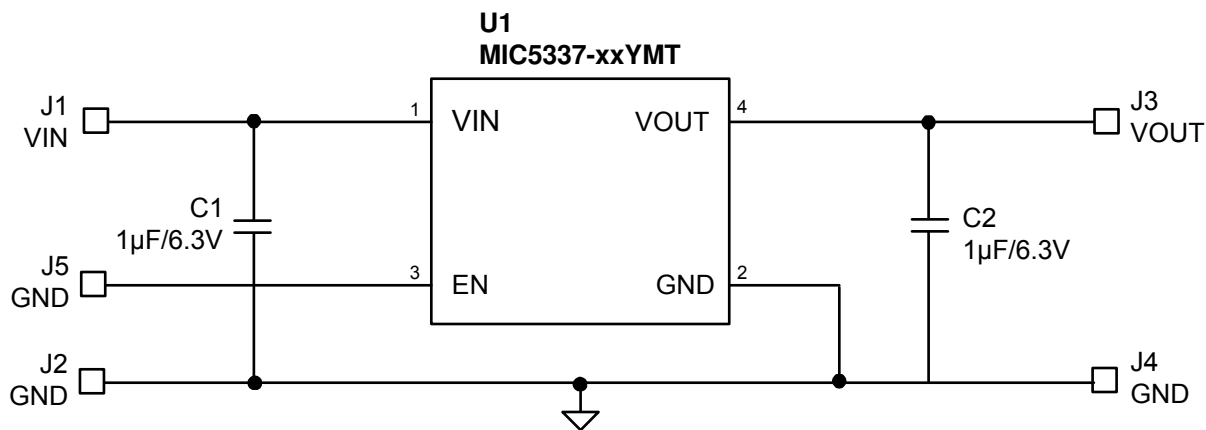 U1
MIC5337-xxYMT
J1
VIN
1
VIN
VOUT
4
J3
VOUT
C1
1µF/6.3V
C2
1µF/6.3V
J5
GND
3
EN
GND
2
J2
GND
J4
GND